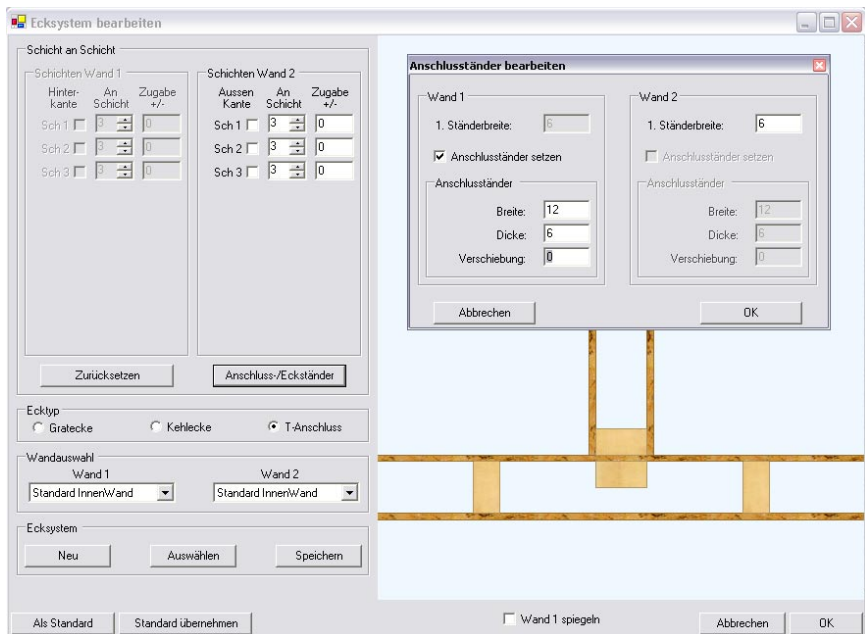 Ecksystem bearbeiten
Schicht an Schicht
Schichten Wand 1
Hinter-kante An Schicht Zugabe +/-
Sch 1 3 0
Sch 2 3 0
Sch 3 3 0
Schichten Wand 2
Aussen Kante An Schicht Zugabe +/-
Sch 1 3 0
Sch 2 3 0
Sch 3 3 0
Zurücksetzen
Anschluss-/Eckständer
Ecktyp
Gratecke Kehlecke T-Anschluss
Wandauswahl
Wand 1 Wand 2
Standard InnenWand Standard InnenWand
Ecksystem
Neu Auswählen Speichern
Als Standard Standard übernehmen
Anschlusständer bearbeiten
Wand 1
1. Ständerbreite: 6
Anschlusständer setzen
Anschlusständer
Breite: 12
Dicke: 6
Verschiebung: 0
Wand 2
1. Ständerbreite: 6
Anschlusständer setzen
Anschlusständer
Breite: 12
Dicke: 6
Verschiebung: 0
Abbrechen OK
Wand 1 spiegeln
Abbrechen OK